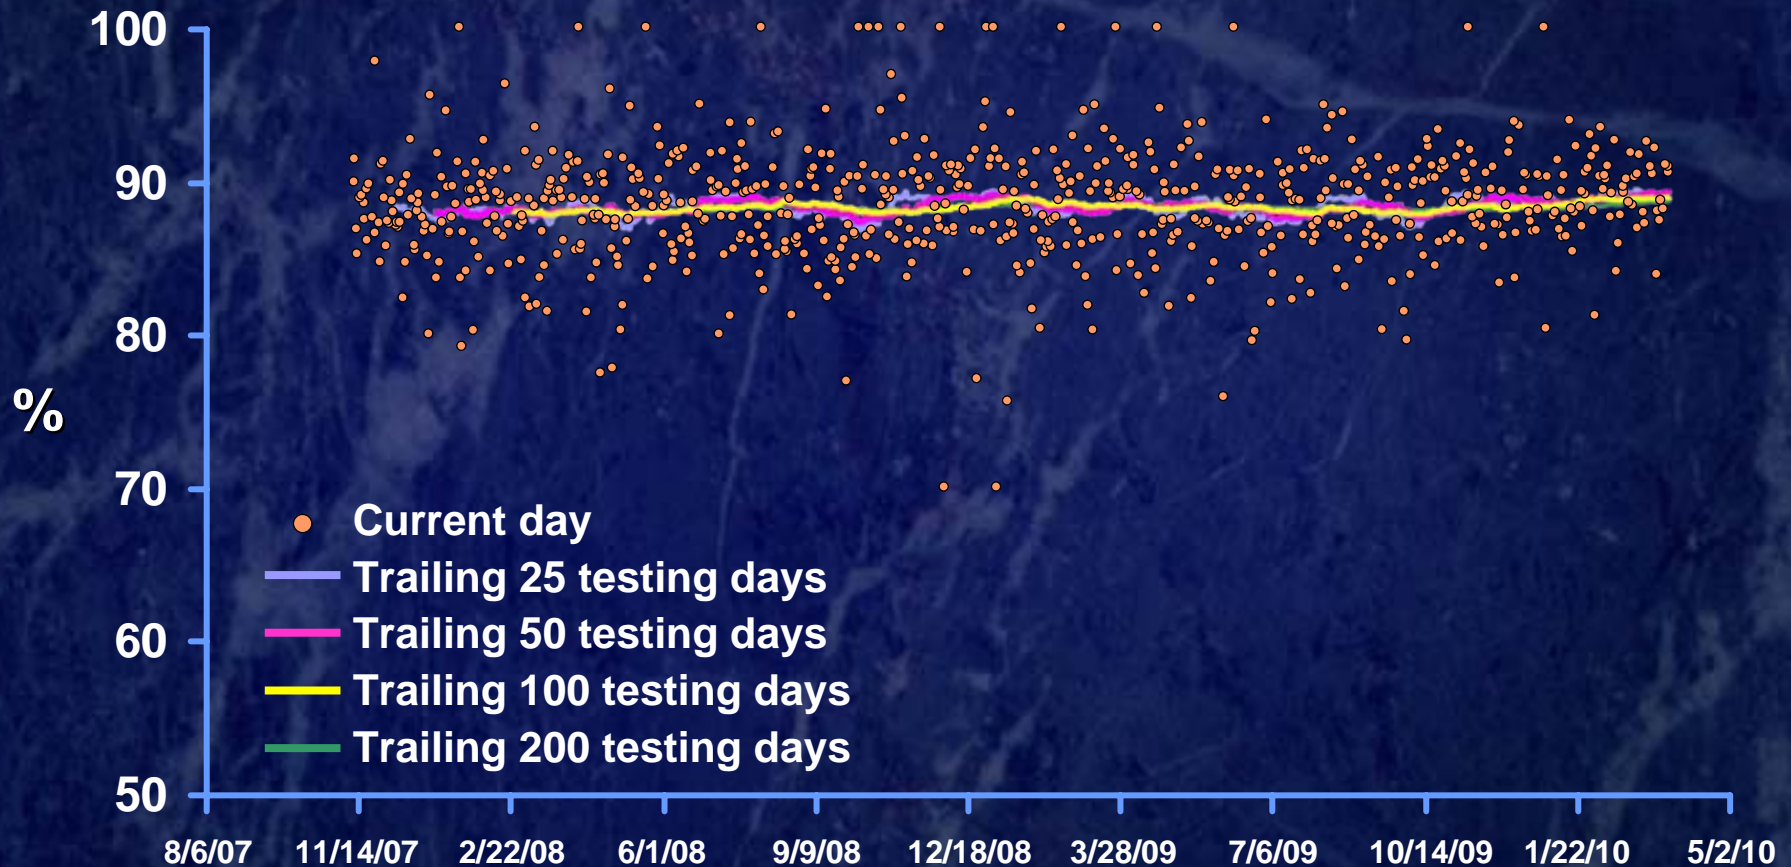 100
90
80
%
70
Current day
Trailing 25 testing days
Trailing 50 testing days
60
Trailing 100 testing days
Trailing 200 testing days
50
8/6/07 11/14/07 2/22/08 6/1/08 9/9/08 12/18/08 3/28/09 7/6/09 10/14/09 1/22/10 5/2/10